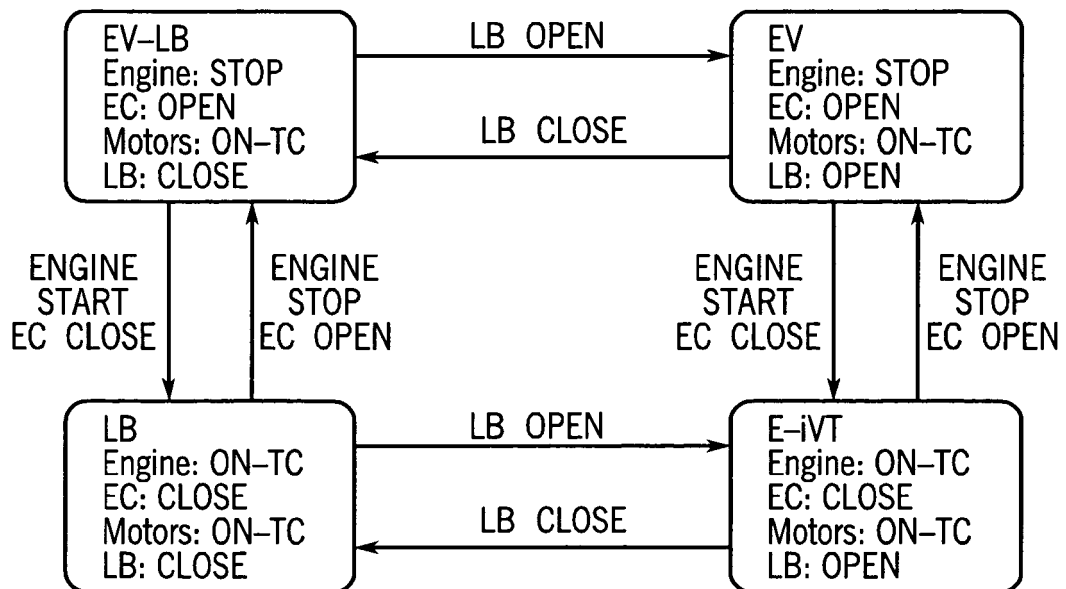 EV–LB
Engine: STOP
EC: OPEN
Motors: ON–TC
LB: CLOSE
LB OPEN
LB CLOSE
EV
Engine: STOP
EC: OPEN
Motors: ON–TC
LB: OPEN
ENGINE
START
EC CLOSE
ENGINE
STOP
EC OPEN
ENGINE
START
EC CLOSE
ENGINE
STOP
EC OPEN
LB
Engine: ON–TC
EC: CLOSE
Motors: ON–TC
LB: CLOSE
LB OPEN
LB CLOSE
E–iVT
Engine: ON–TC
EC: CLOSE
Motors: ON–TC
LB: OPEN